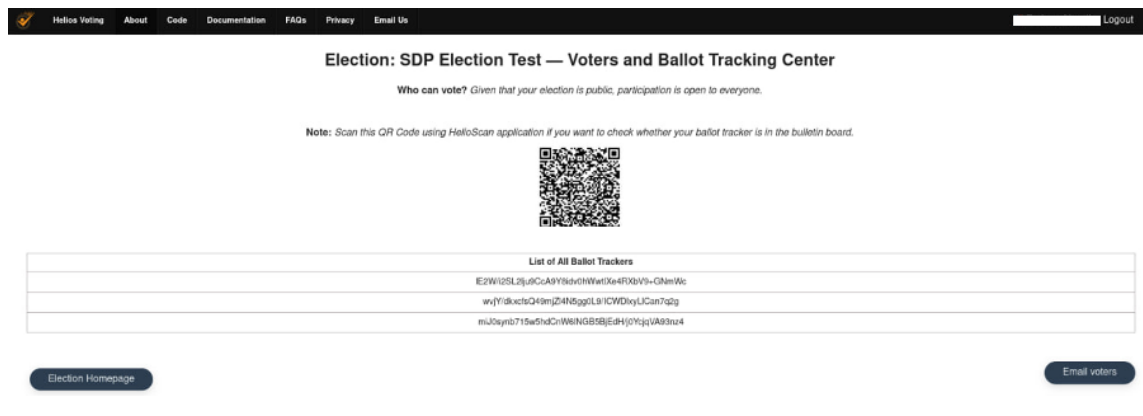 Helios Voting About Code Documentation FAQs Privacy Email Us Logout
Election: SDP Election Test — Voters and Ballot Tracking Center
Who can vote? Given that your election is public, participation is open to everyone.
Note: Scan this QR Code using HelloScan application if you want to check whether your ballot tracker is in the bulletin board.
List of All Ballot Trackers
Election Homepage
Email voters